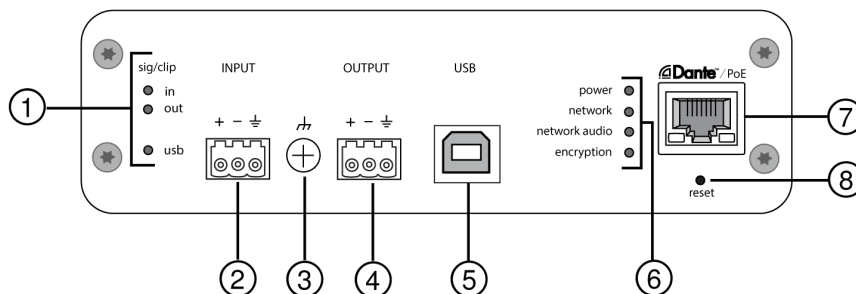 sig/clip
in
out
usb
INPUT
+ −
OUTPUT
+ −
USB
power
network
network audio
encryption
Dante™/PoE
reset
1
2
3
4
5
6
7
8